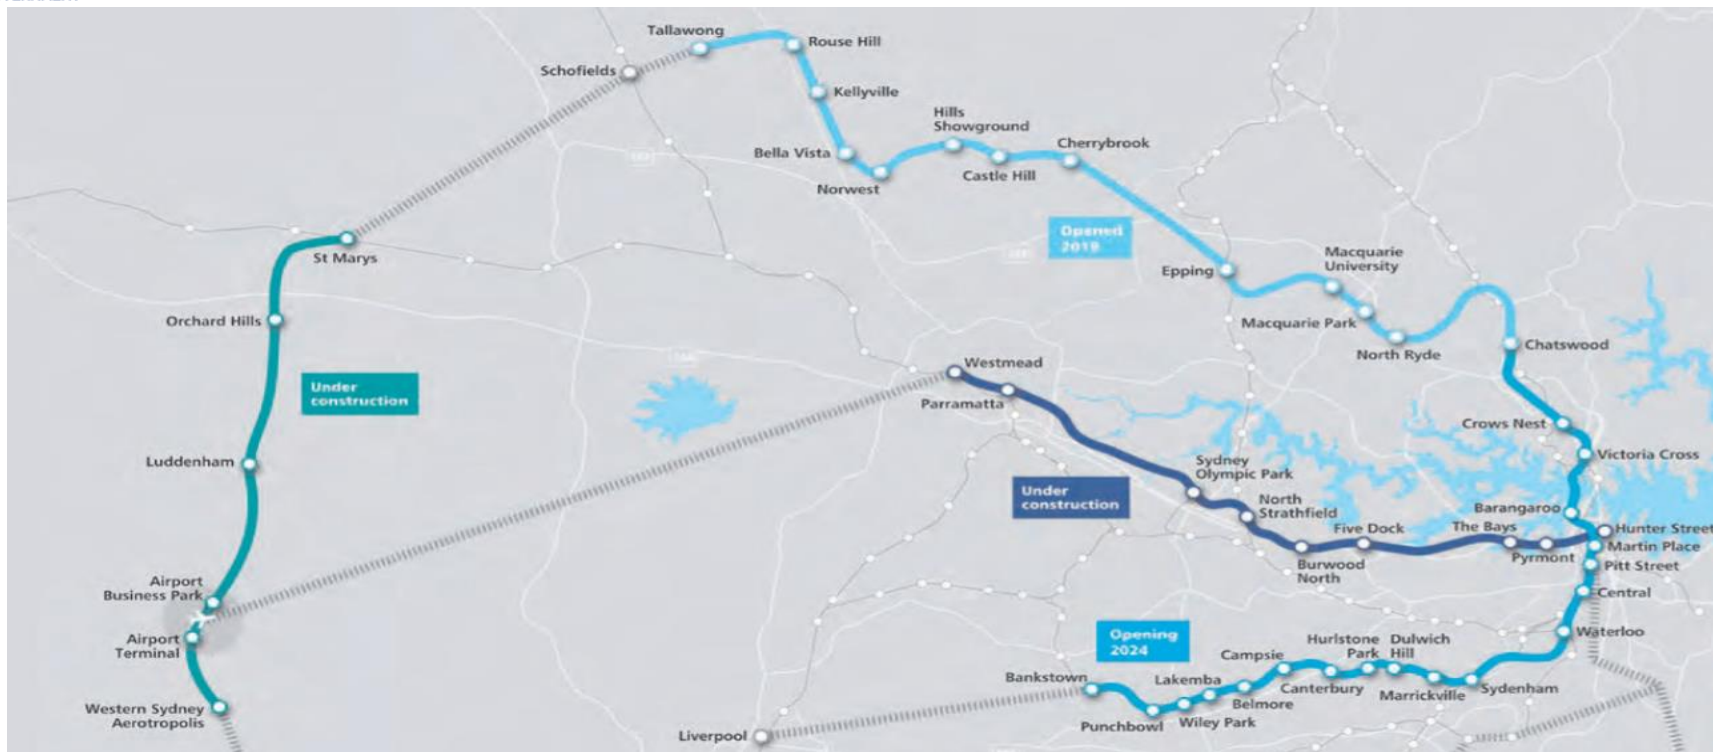 Tallawong
Rouse Hill
Schofields
Kellyville
Hills
Showground
Cherrybrook
Bella Vista
Castle Hill
Norwest
Opened
2019
St Marys
Epping
Macquarie
University
Orchard Hills
Macquarie Park
North Ryde
Chatswood
Westmead
Under
construction
Parramatta
Crows Nest
Luddenham
Victoria Cross
Sydney
Olympic Park
Under
construction
North
Strathfield
Barangaroo
Five Dock
The Bays
Hunter Street
Martin Place
Burwood
North
Pyrmont
Pitt Street
Airport
Business Park
Central
Airport
Terminal
Opening
2024
Waterloo
Hurlstone
Park
Dulwich
Hill
Campsie
Bankstown
Lakemba
Canterbury
Marrickville
Sydenham
Belmore
Wiley Park
Punchbowl
Western Sydney
Aerotropolis
Liverpool